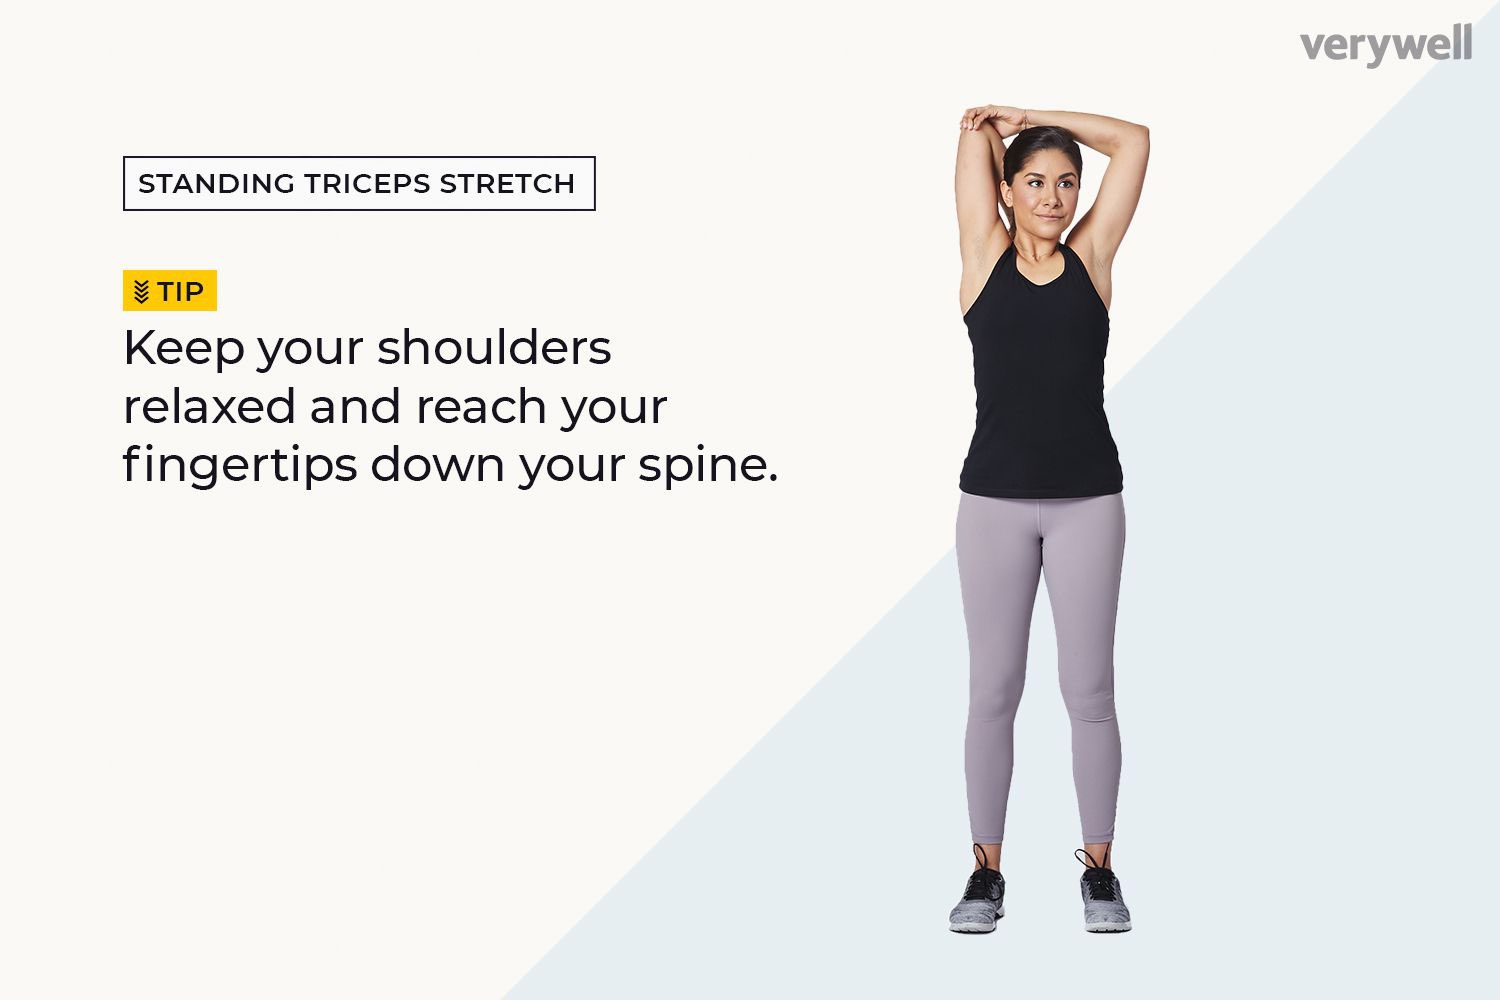 verywell
STANDING TRICEPS STRETCH
TIP
Keep your shoulders
relaxed and reach your
fingertips down your spine.